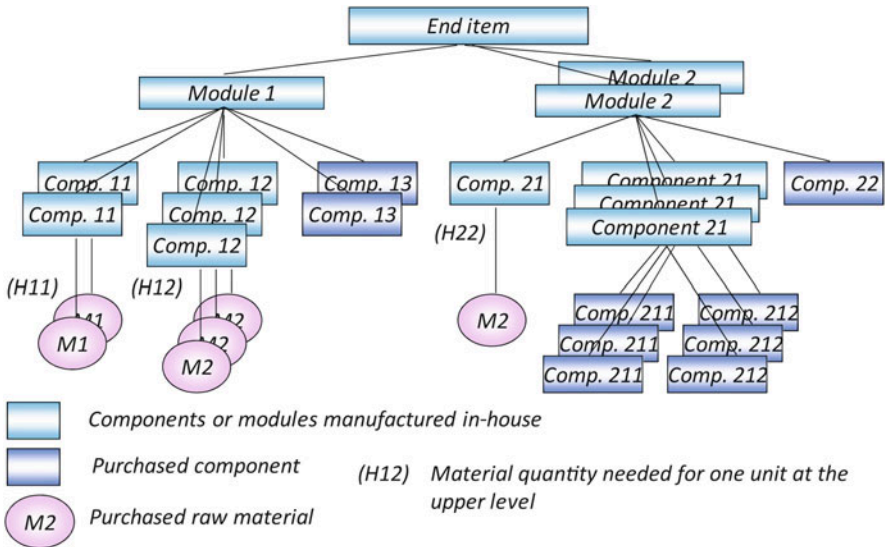 End item
Module 2
Module 1
Module 2
Comp. 11
Comp. 12
Comp. 13
Comp. 21
Component 21
Comp. 22
Comp. 11
Comp. 12
Comp. 13
Component 21
Comp. 12
(H22)
Component 21
(H11)
(H12)
M1
M2
M2
Comp. 211
Comp. 212
M1
M2
Comp. 211
Comp. 212
M2
Comp. 211
Comp. 212
Components or modules manufactured in-house
Purchased component
(H12) Material quantity needed for one unit at the
upper level
M2
Purchased raw material